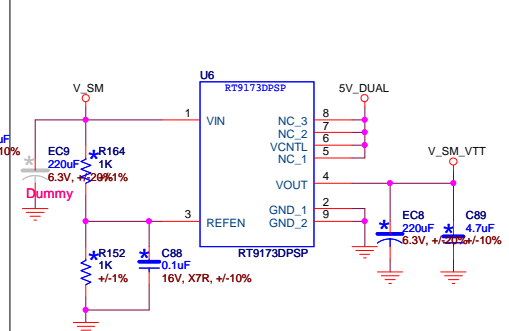 U6
RT9173DPSP
V_SM
5V_DUAL
1
VIN
NC_3
8
NC_2
7
VCNTL
6
NC_1
5
V_SM_VTT
uF
10%
EC9
220uF
6.3V, +/-20%
Dummy
R164
1K
+/-1%
VOUT
4
3
REFEN
GND_1
2
GND_2
9
RT9173DPSP
R152
1K
+/-1%
C88
0.1uF
16V, X7R, +/-10%
EC8
220uF
6.3V, +/-20%
C89
4.7uF
+/-10%